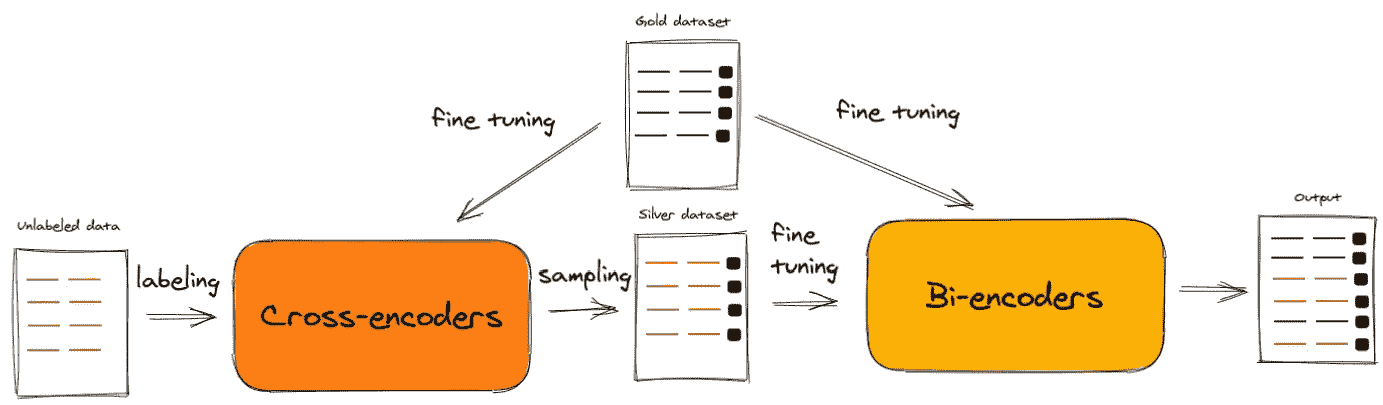 Gold dataset
fine tuning
fine tuning
Unlabeled data
labeling
Cross-encoders
sampling
Silver dataset
fine
tuning
Bi-encoders
Output